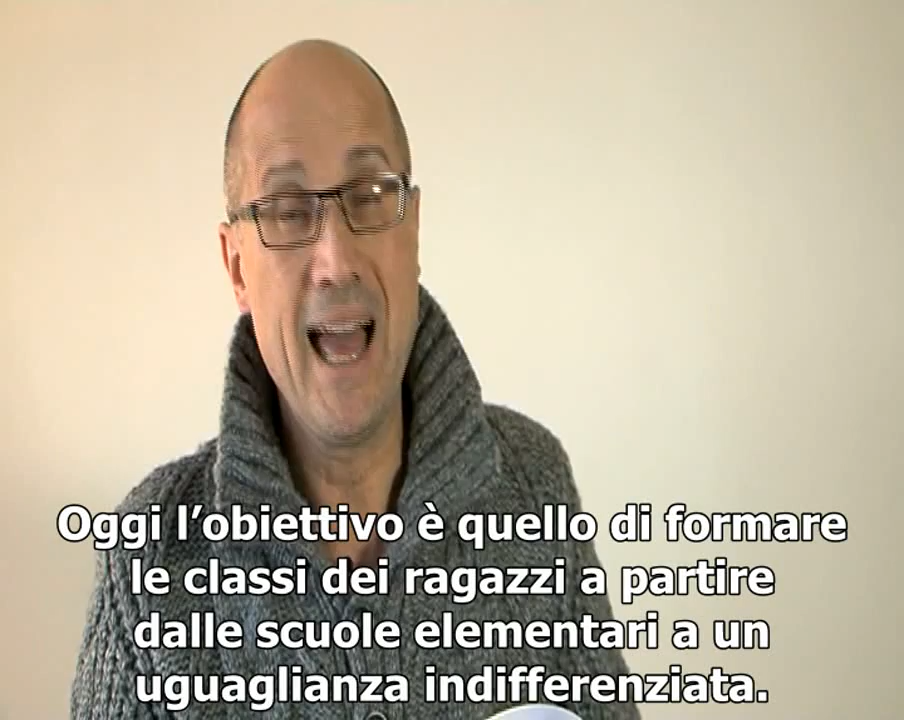 Oggi l’obiettivo è quello di formare
le classi dei ragazzi a partire
dalle scuole elementari a un
uguaglianza indifferenziata.